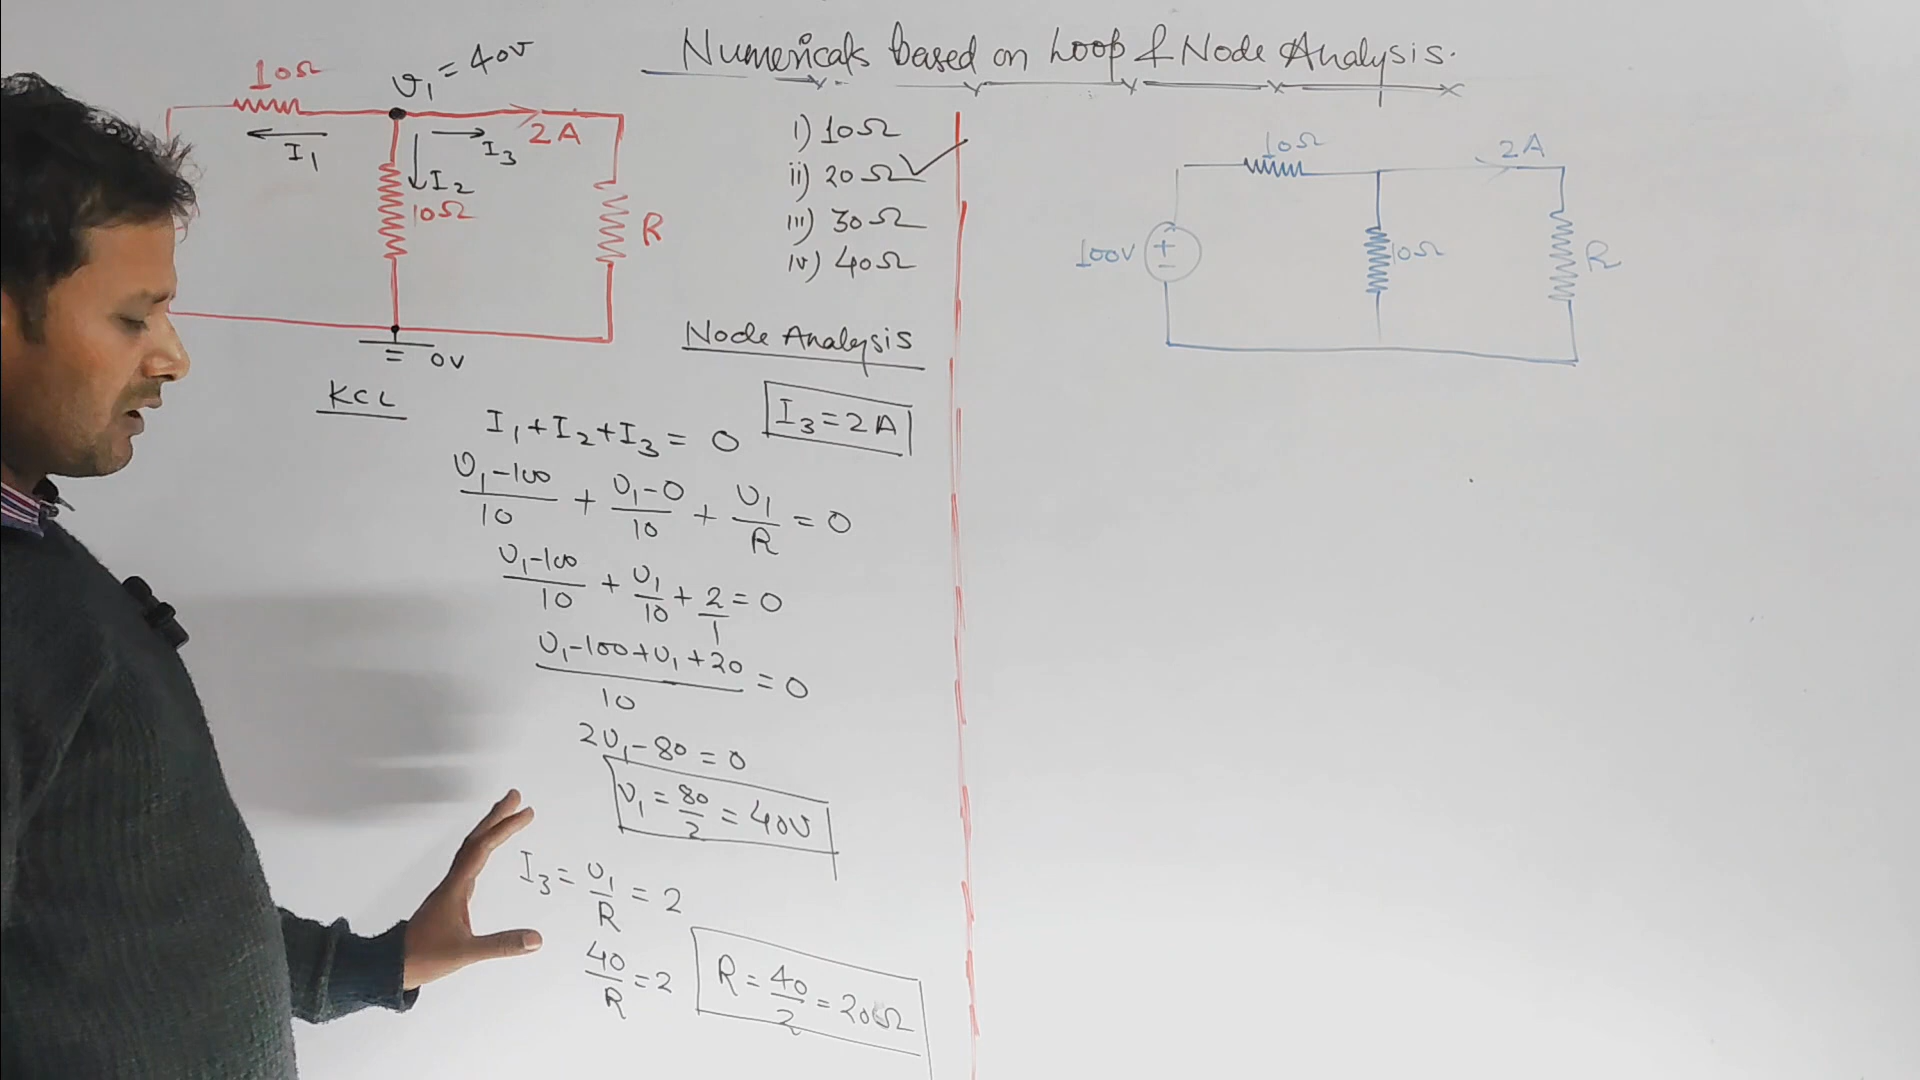 Numericals based on Loop & Node Analysis.
10Ω
V₁ = 40V
I₁
I₃
2A
I₂
10Ω
R
= 0V
i) 10Ω
ii) 20Ω ✓
iii) 30Ω
iv) 40Ω
Node Analysis
KCL
I₁+I₂+I₃ = 0
I₃ = 2A
(V₁-100)/10 + (V₁-0)/10 + V₁/R = 0
(V₁-100)/10 + V₁/10 + 2/1 = 0
(V₁-100+V₁+20)/10 = 0
2V₁-80 = 0
V₁ = 80/2 = 40V
I₃ = V₁/R = 2
40/R = 2
R = 40/2 = 20Ω
10Ω
2A
100V
+
−
10Ω
R